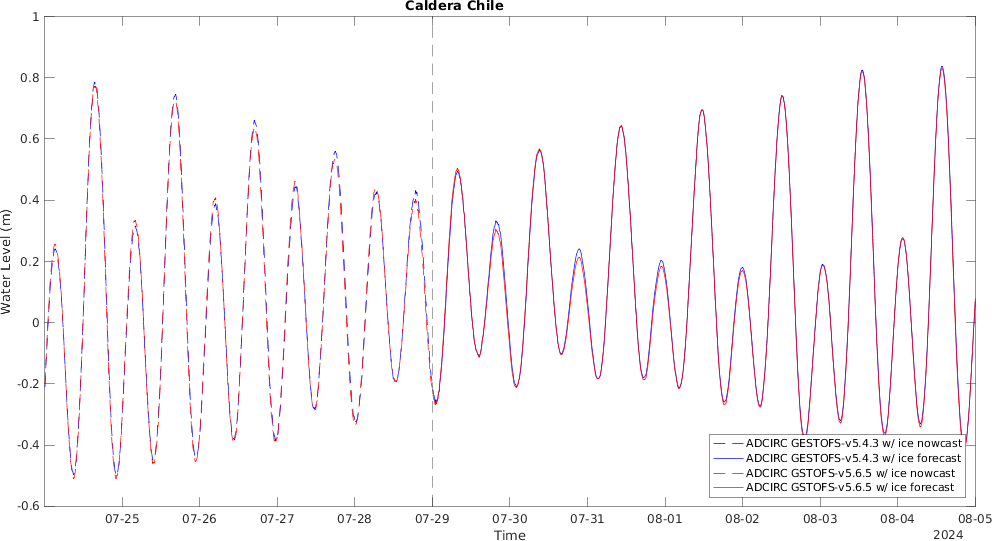 Caldera Chile
1
0.8
0.6
0.4
0.2
0
-0.2
-0.4
-0.6
Water Level (m)
ADCIRC GESTOFS-v5.4.3 w/ ice nowcast
ADCIRC GESTOFS-v5.4.3 w/ ice forecast
ADCIRC GSTOFS-v5.6.5 w/ ice nowcast
ADCIRC GSTOFS-v5.6.5 w/ ice forecast
07-25 07-26 07-27 07-28 07-29 07-30 07-31 08-01 08-02 08-03 08-04 08-05
Time
2024